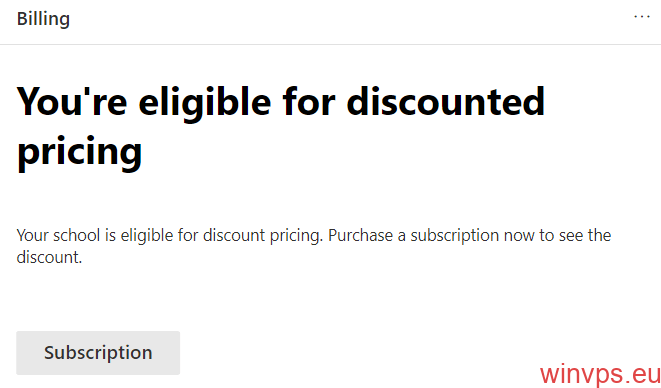 Billing
...
You're eligible for discounted
pricing
Your school is eligible for discount pricing. Purchase a subscription now to see the
discount.
Subscription
winvps.eu